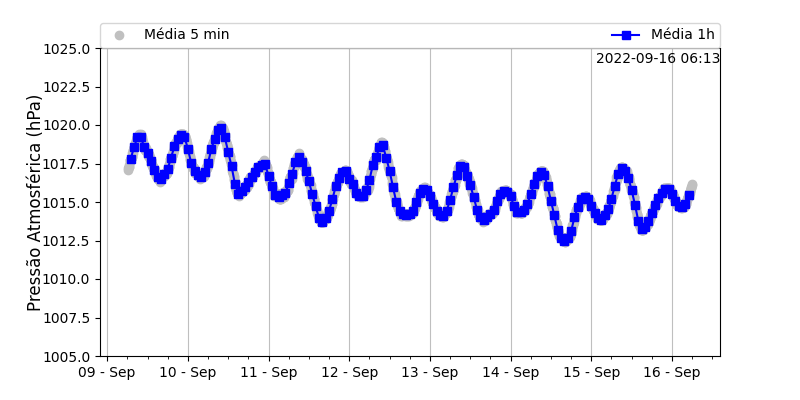 Média 5 min
Média 1h
2022-09-16 06:13
Pressão Atmosférica (hPa)
1025.0
1022.5
1020.0
1017.5
1015.0
1012.5
1010.0
1007.5
1005.0
09 - Sep
10 - Sep
11 - Sep
12 - Sep
13 - Sep
14 - Sep
15 - Sep
16 - Sep